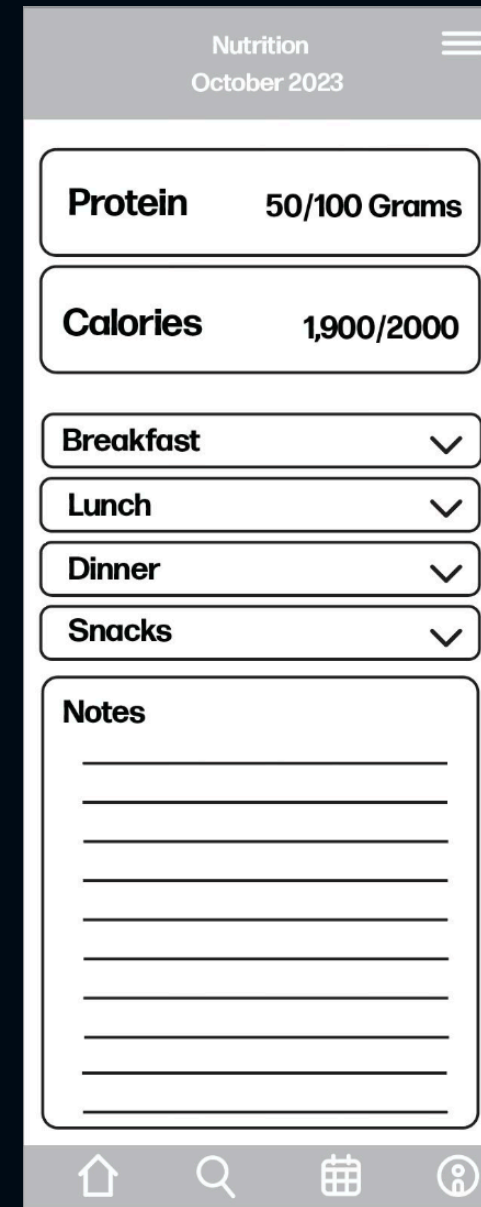 Nutrition
October 2023
Protein 50/100 Grams
Calories 1,900/2000
Breakfast
Lunch
Dinner
Snacks
Notes